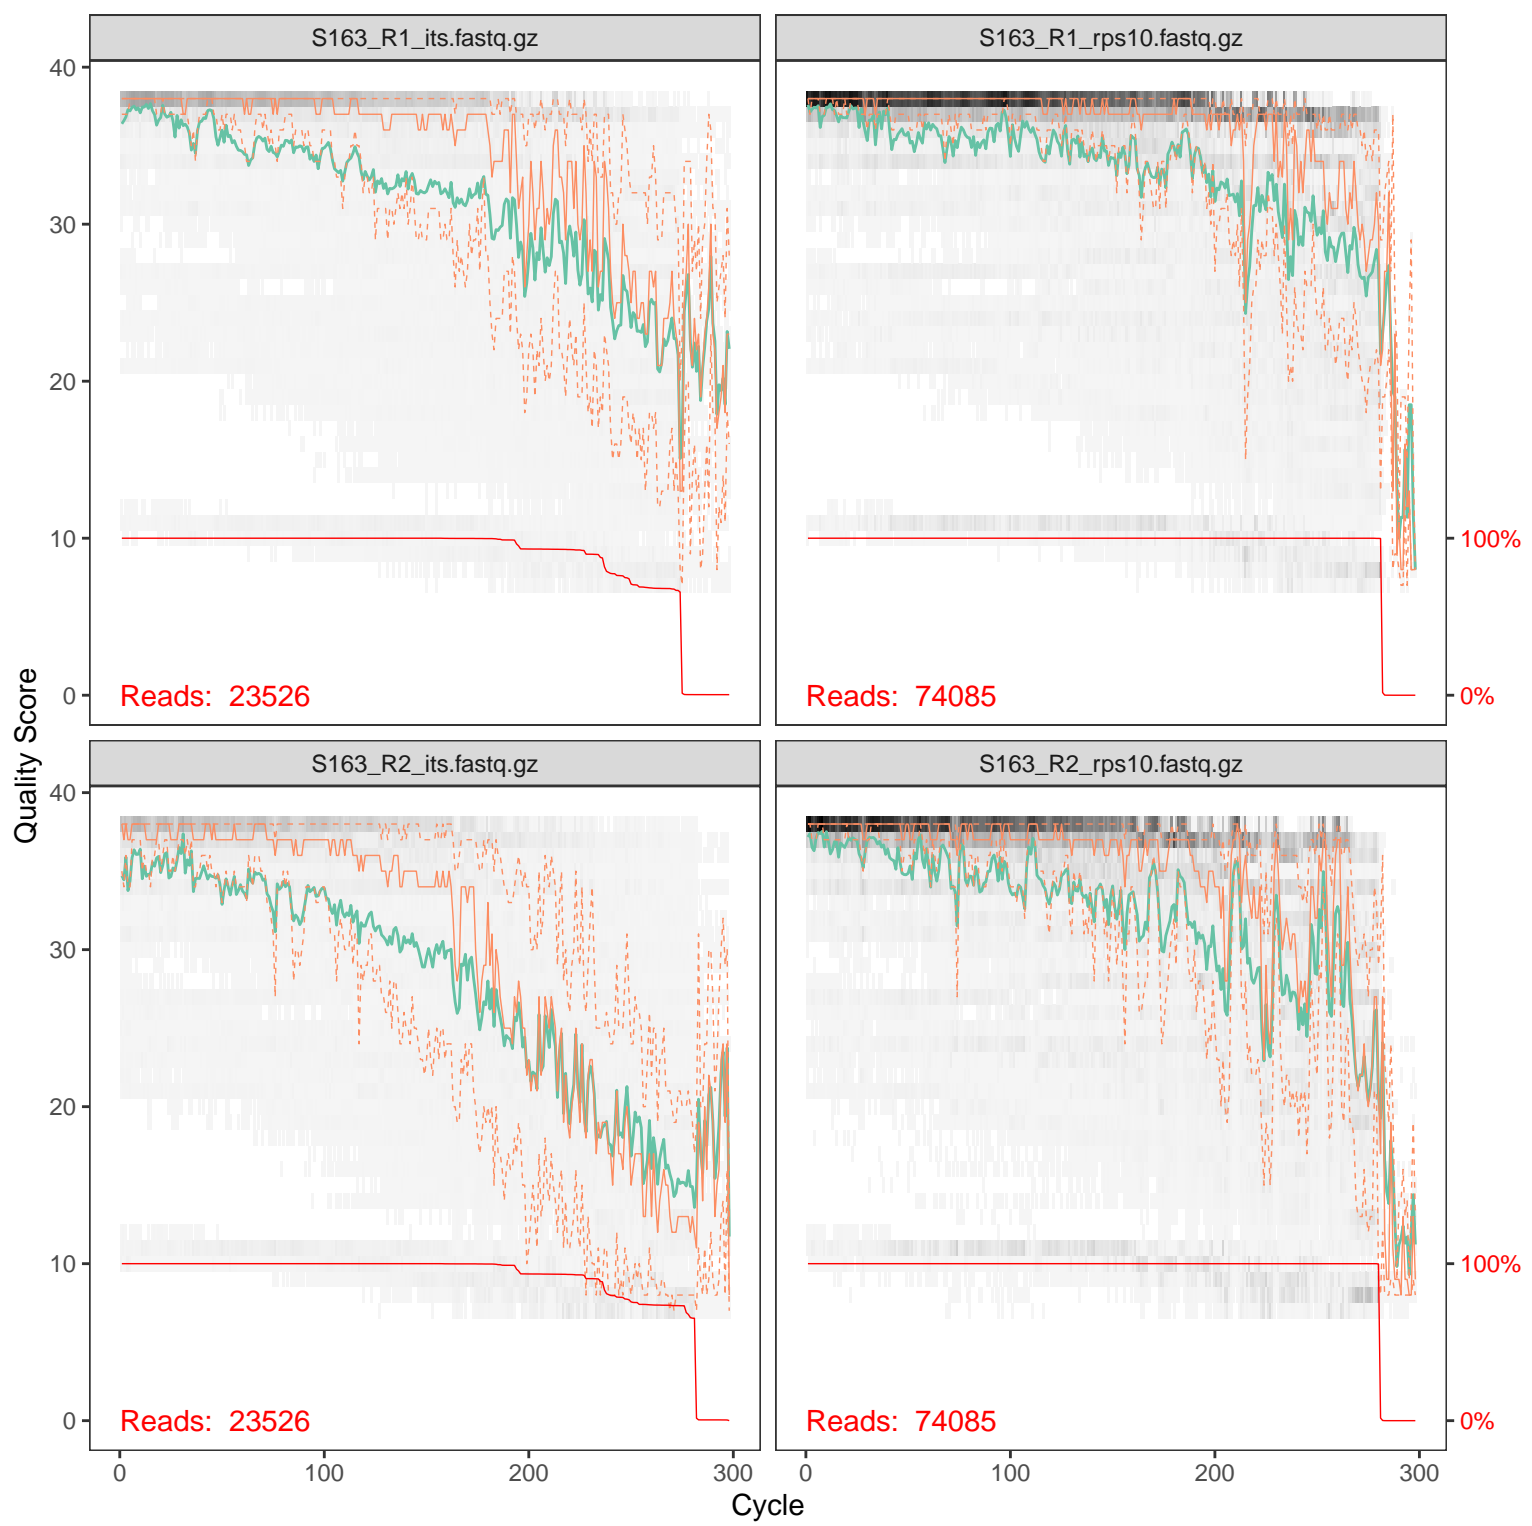 S163_R1_its.fastq.gz
S163_R1_rps10.fastq.gz
40
30
20
10
0
100%
0%
Reads: 23526
Reads: 74085
Quality Score
S163_R2_its.fastq.gz
S163_R2_rps10.fastq.gz
40
30
20
10
0
100%
0%
Reads: 23526
Reads: 74085
0 100 200 300
0 100 200 300
Cycle